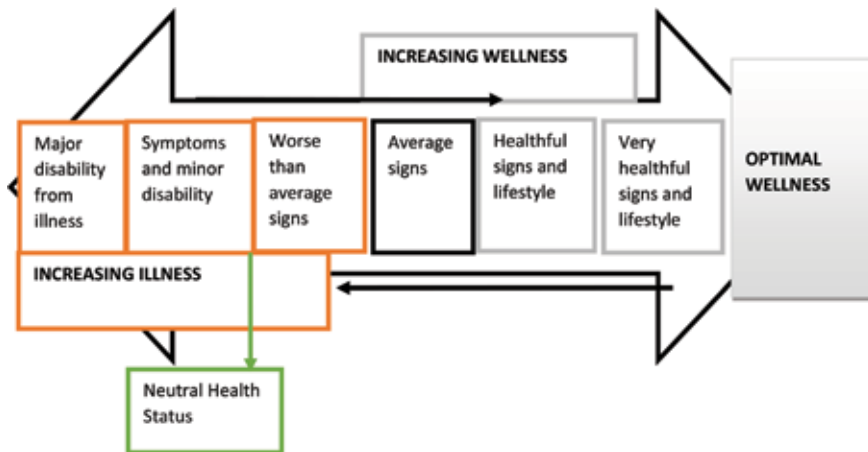 INCREASING WELLNESS
Major
disability
from
illness
Symptoms
and minor
disability
Worse
than
average
signs
Average
signs
Healthful
signs and
lifestyle
Very
healthful
signs and
lifestyle
OPTIMAL
WELLNESS
INCREASING ILLNESS
Neutral Health
Status